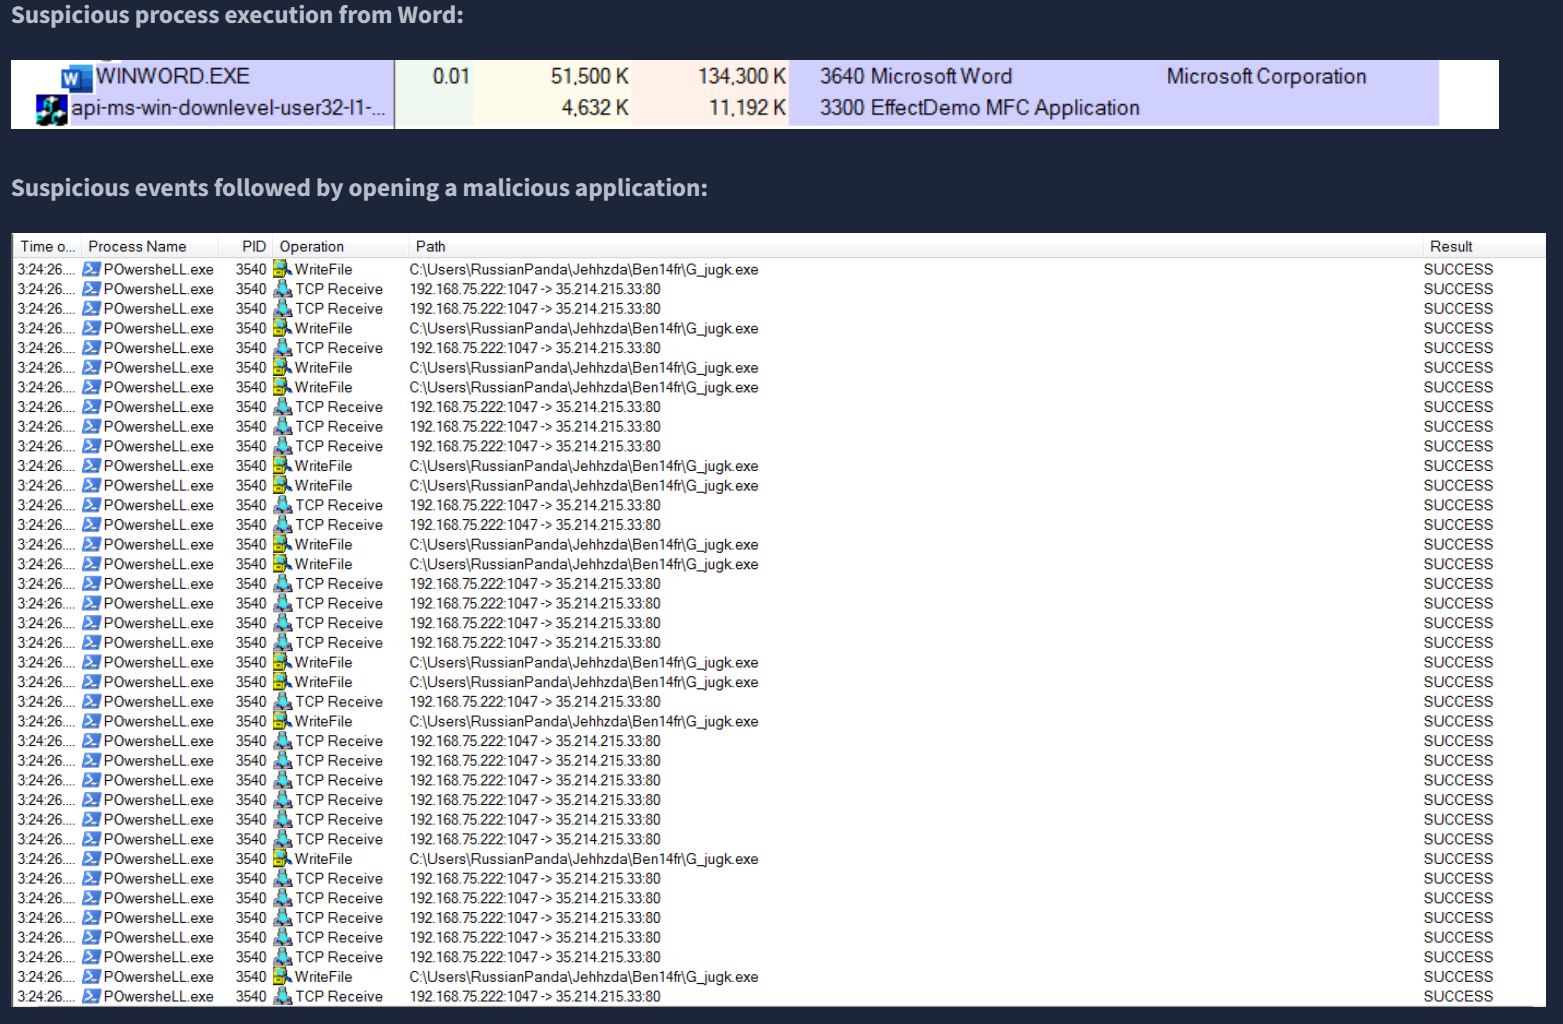 Suspicious process execution from Word:
WINWORD.EXE 0.01 51,500 K 134,300 K 3640 Microsoft Word Microsoft Corporation
api-ms-win-downlevel-user32-l1-... 4,632 K 11,192 K 3300 EffectDemo MFC Application
Suspicious events followed by opening a malicious application:
Time o... Process Name PID Operation Path Result
3:24:26.... POwersheLL.exe 3540 WriteFile C:\Users\RussianPanda\Jehhzda\Ben14fr\G_jugk.exe SUCCESS
3:24:26.... POwersheLL.exe 3540 TCP Receive 192.168.75.222:1047 -> 35.214.215.33:80 SUCCESS
3:24:26.... POwersheLL.exe 3540 TCP Receive 192.168.75.222:1047 -> 35.214.215.33:80 SUCCESS
3:24:26.... POwersheLL.exe 3540 WriteFile C:\Users\RussianPanda\Jehhzda\Ben14fr\G_jugk.exe SUCCESS
3:24:26.... POwersheLL.exe 3540 TCP Receive 192.168.75.222:1047 -> 35.214.215.33:80 SUCCESS
3:24:26.... POwersheLL.exe 3540 WriteFile C:\Users\RussianPanda\Jehhzda\Ben14fr\G_jugk.exe SUCCESS
3:24:26.... POwersheLL.exe 3540 WriteFile C:\Users\RussianPanda\Jehhzda\Ben14fr\G_jugk.exe SUCCESS
3:24:26.... POwersheLL.exe 3540 TCP Receive 192.168.75.222:1047 -> 35.214.215.33:80 SUCCESS
3:24:26.... POwersheLL.exe 3540 TCP Receive 192.168.75.222:1047 -> 35.214.215.33:80 SUCCESS
3:24:26.... POwersheLL.exe 3540 TCP Receive 192.168.75.222:1047 -> 35.214.215.33:80 SUCCESS
3:24:26.... POwersheLL.exe 3540 WriteFile C:\Users\RussianPanda\Jehhzda\Ben14fr\G_jugk.exe SUCCESS
3:24:26.... POwersheLL.exe 3540 WriteFile C:\Users\RussianPanda\Jehhzda\Ben14fr\G_jugk.exe SUCCESS
3:24:26.... POwersheLL.exe 3540 TCP Receive 192.168.75.222:1047 -> 35.214.215.33:80 SUCCESS
3:24:26.... POwersheLL.exe 3540 TCP Receive 192.168.75.222:1047 -> 35.214.215.33:80 SUCCESS
3:24:26.... POwersheLL.exe 3540 WriteFile C:\Users\RussianPanda\Jehhzda\Ben14fr\G_jugk.exe SUCCESS
3:24:26.... POwersheLL.exe 3540 WriteFile C:\Users\RussianPanda\Jehhzda\Ben14fr\G_jugk.exe SUCCESS
3:24:26.... POwersheLL.exe 3540 TCP Receive 192.168.75.222:1047 -> 35.214.215.33:80 SUCCESS
3:24:26.... POwersheLL.exe 3540 TCP Receive 192.168.75.222:1047 -> 35.214.215.33:80 SUCCESS
3:24:26.... POwersheLL.exe 3540 TCP Receive 192.168.75.222:1047 -> 35.214.215.33:80 SUCCESS
3:24:26.... POwersheLL.exe 3540 TCP Receive 192.168.75.222:1047 -> 35.214.215.33:80 SUCCESS
3:24:26.... POwersheLL.exe 3540 WriteFile C:\Users\RussianPanda\Jehhzda\Ben14fr\G_jugk.exe SUCCESS
3:24:26.... POwersheLL.exe 3540 WriteFile C:\Users\RussianPanda\Jehhzda\Ben14fr\G_jugk.exe SUCCESS
3:24:26.... POwersheLL.exe 3540 TCP Receive 192.168.75.222:1047 -> 35.214.215.33:80 SUCCESS
3:24:26.... POwersheLL.exe 3540 WriteFile C:\Users\RussianPanda\Jehhzda\Ben14fr\G_jugk.exe SUCCESS
3:24:26.... POwersheLL.exe 3540 TCP Receive 192.168.75.222:1047 -> 35.214.215.33:80 SUCCESS
3:24:26.... POwersheLL.exe 3540 TCP Receive 192.168.75.222:1047 -> 35.214.215.33:80 SUCCESS
3:24:26.... POwersheLL.exe 3540 TCP Receive 192.168.75.222:1047 -> 35.214.215.33:80 SUCCESS
3:24:26.... POwersheLL.exe 3540 TCP Receive 192.168.75.222:1047 -> 35.214.215.33:80 SUCCESS
3:24:26.... POwersheLL.exe 3540 TCP Receive 192.168.75.222:1047 -> 35.214.215.33:80 SUCCESS
3:24:26.... POwersheLL.exe 3540 TCP Receive 192.168.75.222:1047 -> 35.214.215.33:80 SUCCESS
3:24:26.... POwersheLL.exe 3540 WriteFile C:\Users\RussianPanda\Jehhzda\Ben14fr\G_jugk.exe SUCCESS
3:24:26.... POwersheLL.exe 3540 TCP Receive 192.168.75.222:1047 -> 35.214.215.33:80 SUCCESS
3:24:26.... POwersheLL.exe 3540 TCP Receive 192.168.75.222:1047 -> 35.214.215.33:80 SUCCESS
3:24:26.... POwersheLL.exe 3540 TCP Receive 192.168.75.222:1047 -> 35.214.215.33:80 SUCCESS
3:24:26.... POwersheLL.exe 3540 TCP Receive 192.168.75.222:1047 -> 35.214.215.33:80 SUCCESS
3:24:26.... POwersheLL.exe 3540 TCP Receive 192.168.75.222:1047 -> 35.214.215.33:80 SUCCESS
3:24:26.... POwersheLL.exe 3540 WriteFile C:\Users\RussianPanda\Jehhzda\Ben14fr\G_jugk.exe SUCCESS
3:24:26.... POwersheLL.exe 3540 TCP Receive 192.168.75.222:1047 -> 35.214.215.33:80 SUCCESS